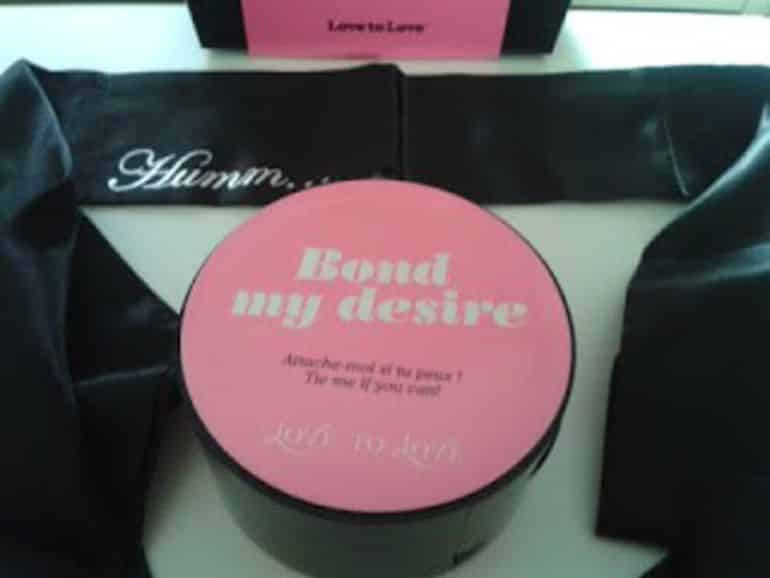 Love to Love
Humm...
Bond
my desire
Attache-moi si tu peux !
Tie me if you can!
LOVE TO LOVE